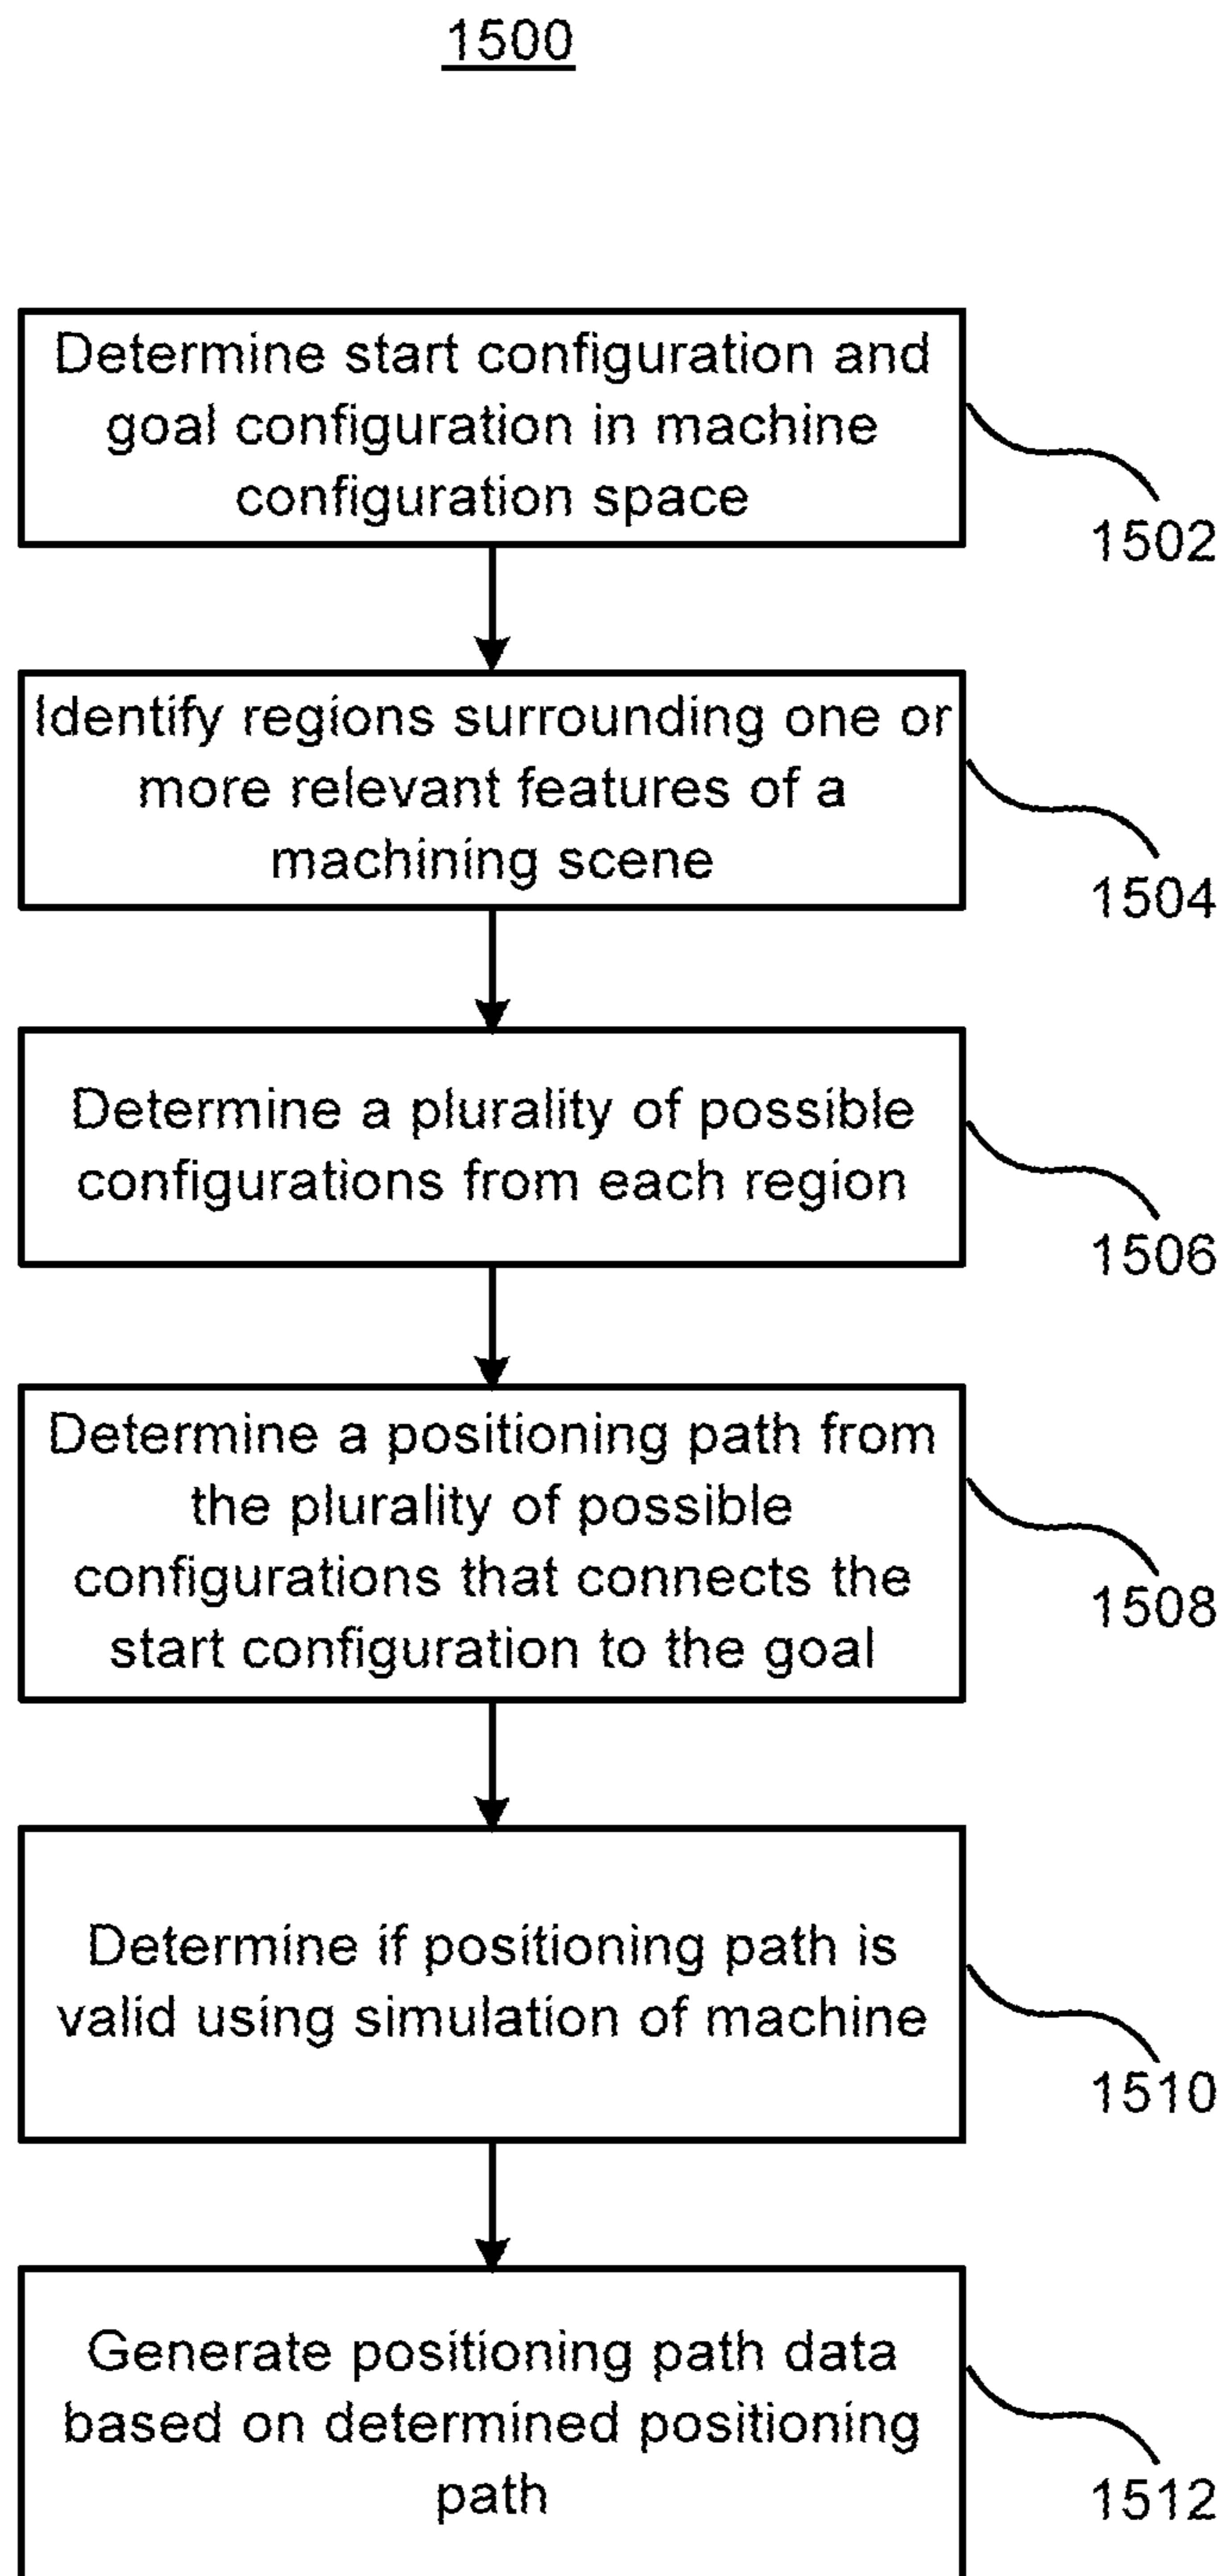 1500
Determine start configuration and
goal configuration in machine
configuration space
1502
Identify regions surrounding one or
more relevant features of a
machining scene
1504
Determine a plurality of possible
configurations from each region
1506
Determine a positioning path from
the plurality of possible
configurations that connects the
start configuration to the goal
1508
Determine if positioning path is
valid using simulation of machine
1510
Generate positioning path data
based on determined positioning
path
1512